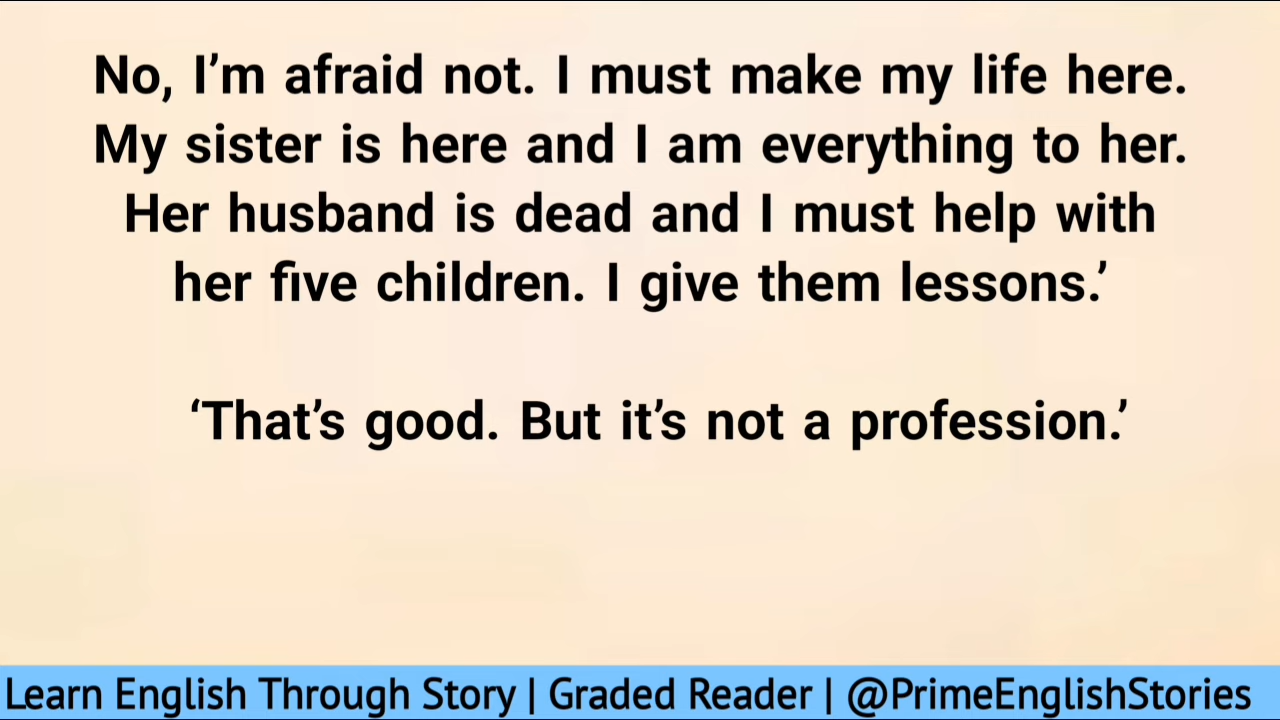 No, I’m afraid not. I must make my life here.
My sister is here and I am everything to her.
Her husband is dead and I must help with
her five children. I give them lessons.’
‘That’s good. But it’s not a profession.’
Learn English Through Story | Graded Reader | @PrimeEnglishStories